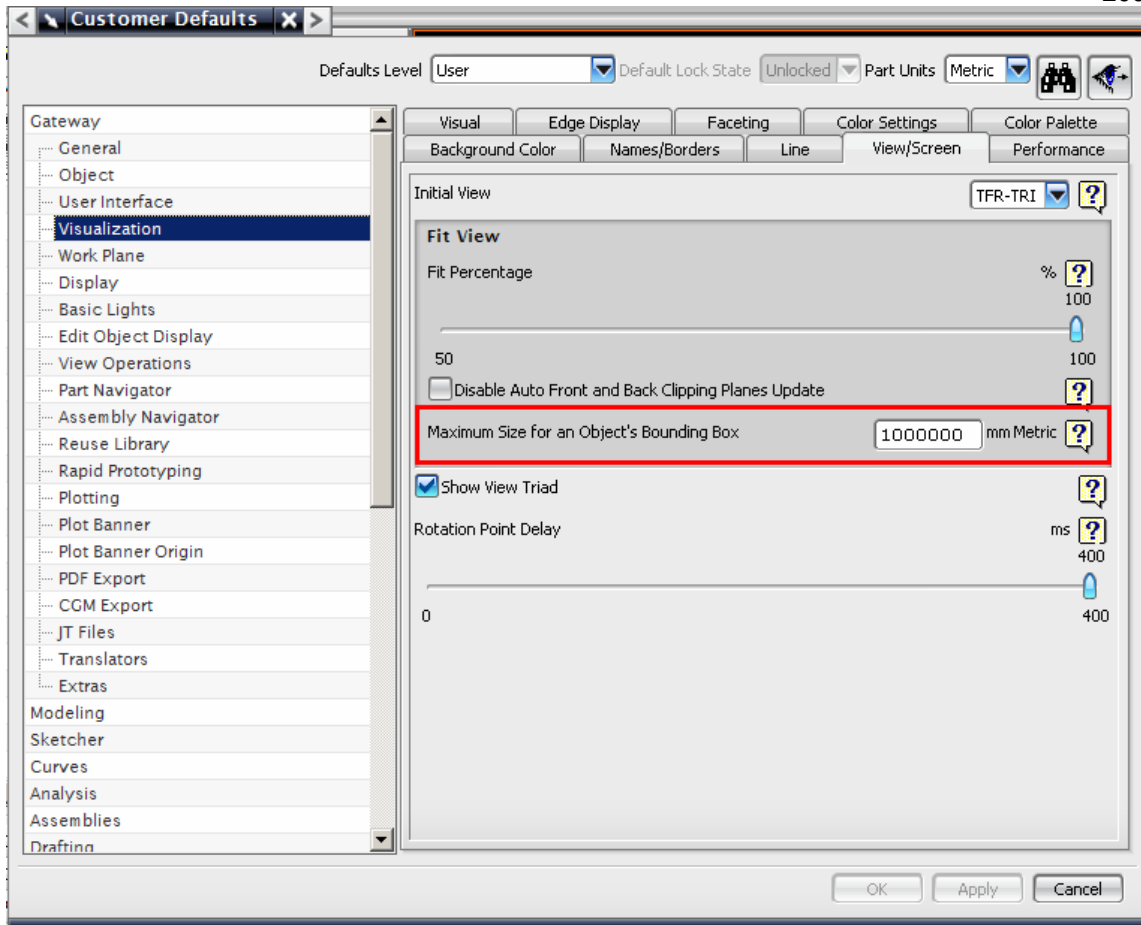 Customer Defaults
Defaults Level User Default Lock State Unlocked Part Units Metric
Gateway
General
Object
User Interface
Visualization
Work Plane
Display
Basic Lights
Edit Object Display
View Operations
Part Navigator
Assembly Navigator
Reuse Library
Rapid Prototyping
Plotting
Plot Banner
Plot Banner Origin
PDF Export
CGM Export
JT Files
Translators
Extras
Modeling
Sketcher
Curves
Analysis
Assemblies
Drafting
Visual Edge Display Faceting Color Settings Color Palette
Background Color Names/Borders Line View/Screen Performance
Initial View TFR-TRI ?
Fit View
Fit Percentage % ?
100
50 100
Disable Auto Front and Back Clipping Planes Update ?
Maximum Size for an Object's Bounding Box 1000000 mm Metric ?
Show View Triad ?
Rotation Point Delay ms ?
400
0 400
OK Apply Cancel